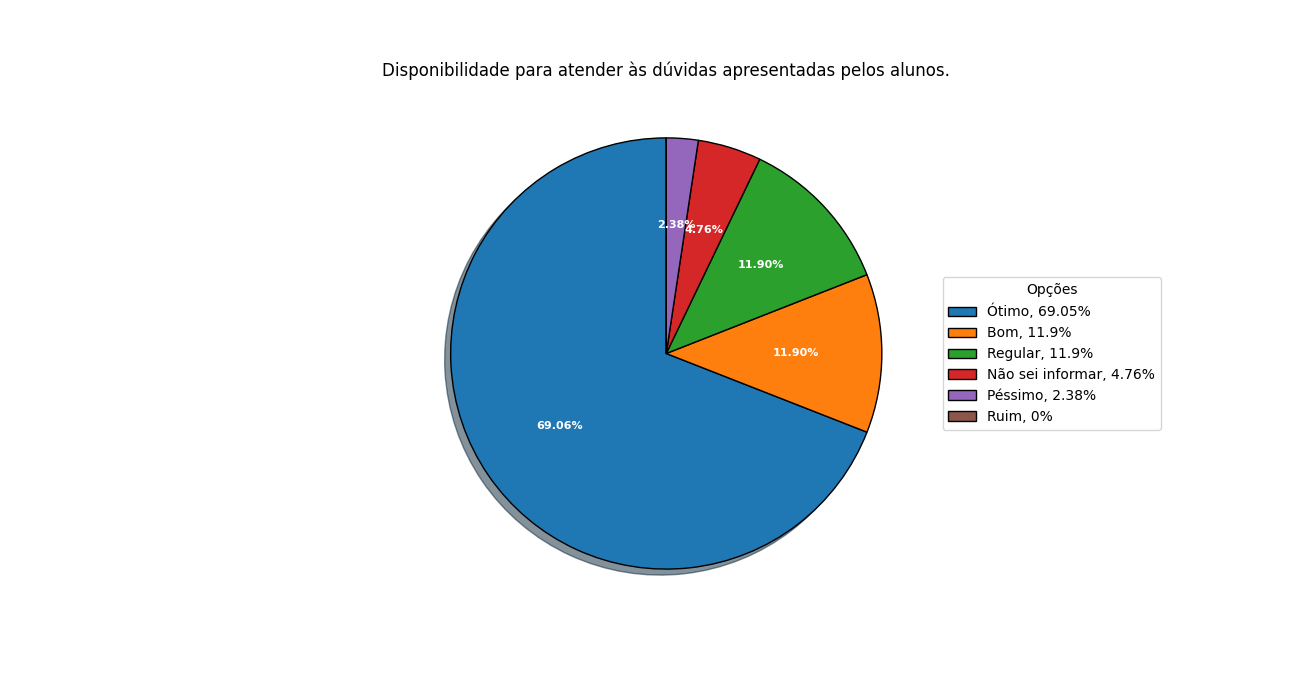 Disponibilidade para atender às dúvidas apresentadas pelos alunos.
2.38%
4.76%
11.90%
11.90%
69.06%
Opções
Ótimo, 69.05%
Bom, 11.9%
Regular, 11.9%
Não sei informar, 4.76%
Péssimo, 2.38%
Ruim, 0%